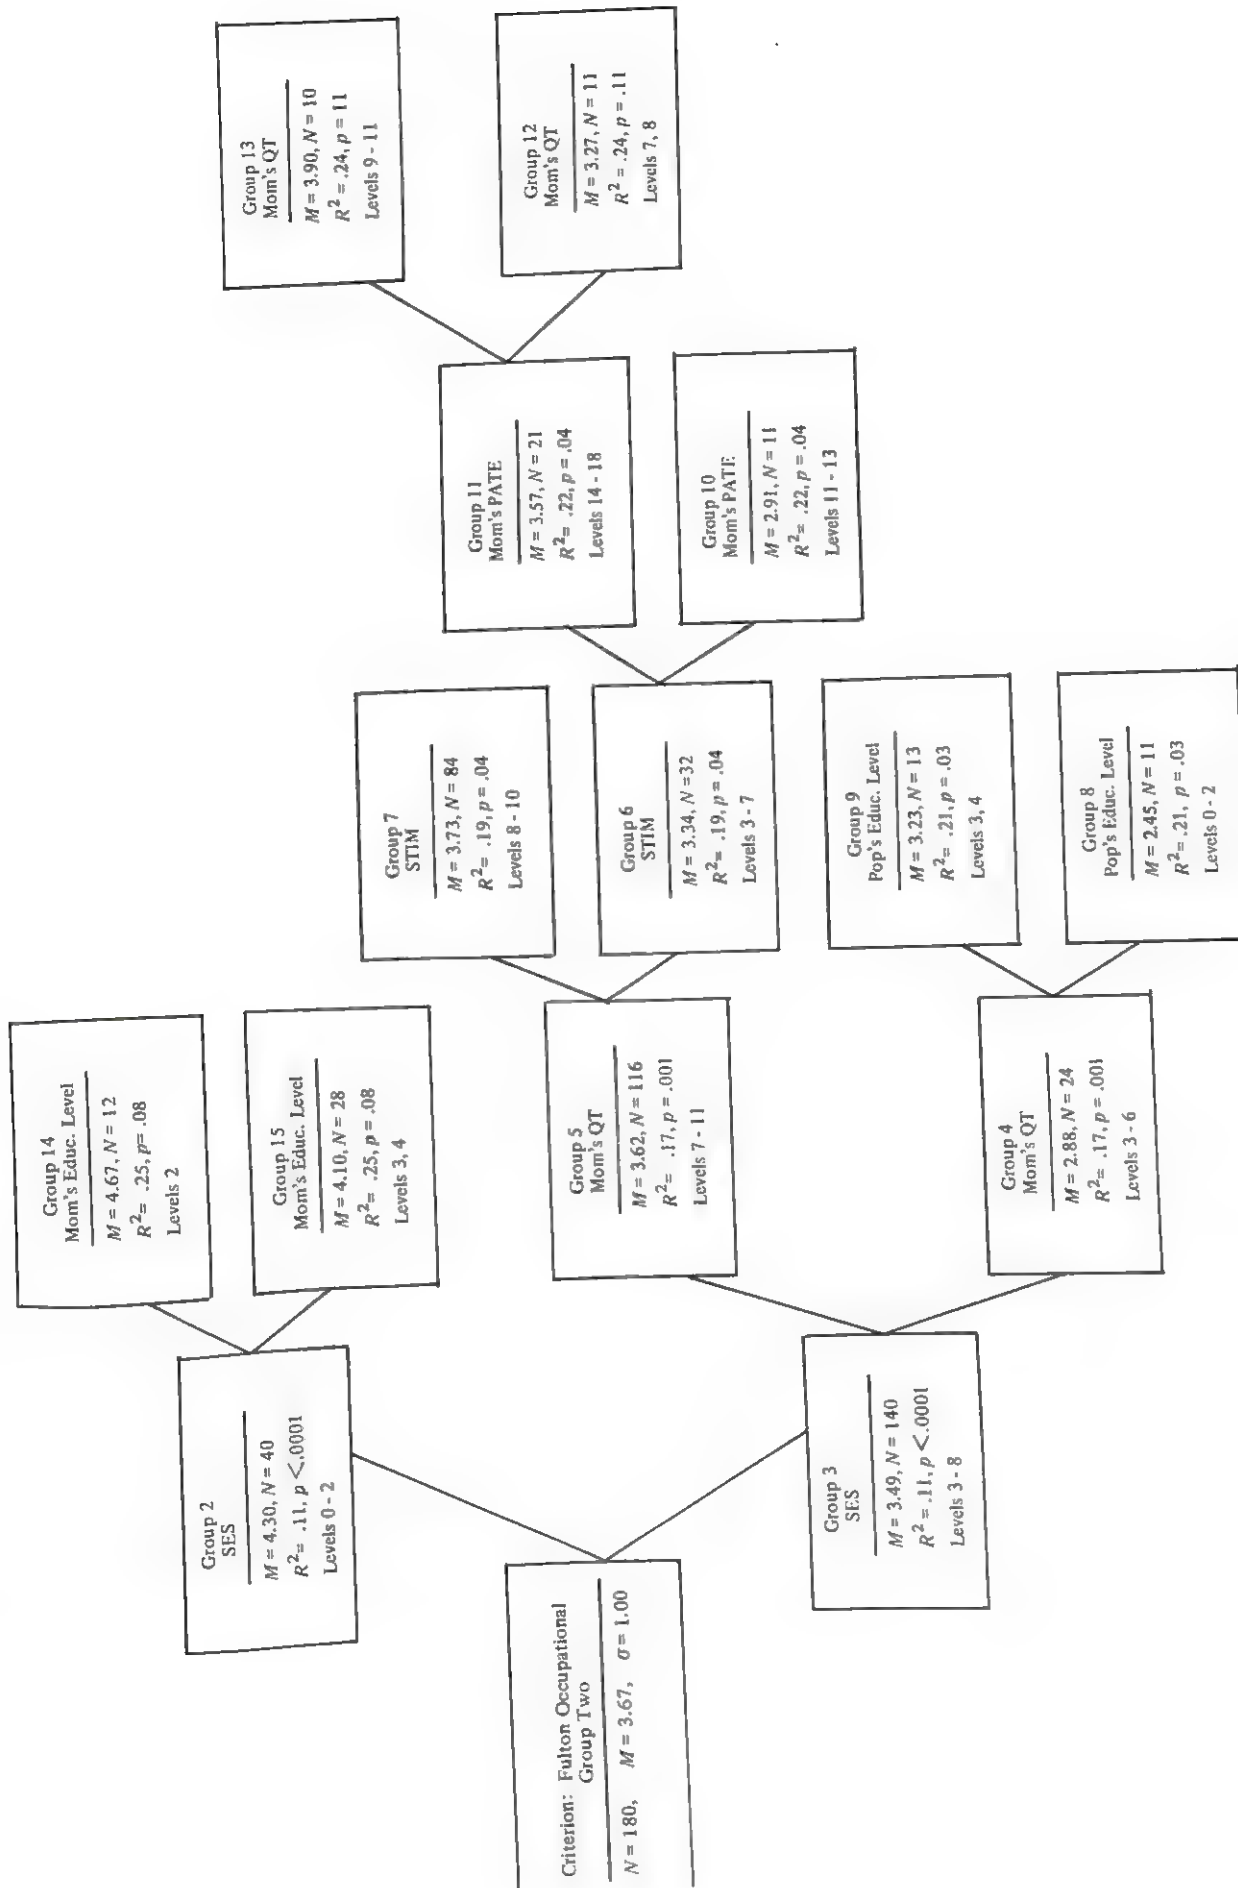 Criterion: Fulton Occupational
Group Two
N = 180, M = 3.67, σ = 1.00
Group 2
SES
M = 4.30, N = 40
R² = .11, p < .0001
Levels 0 - 2
Group 3
SES
M = 3.49, N = 140
R² = .11, p < .0001
Levels 3 - 8
Group 14
Mom's Educ. Level
M = 4.67, N = 12
R² = .25, p = .08
Levels 2
Group 15
Mom's Educ. Level
M = 4.10, N = 28
R² = .25, p = .08
Levels 3, 4
Group 5
Mom's QT
M = 3.62, N = 116
R² = .17, p = .001
Levels 7 - 11
Group 4
Mom's QT
M = 2.88, N = 24
R² = .17, p = .001
Levels 3 - 6
Group 7
STIM
M = 3.73, N = 84
R² = .19, p = .04
Levels 8 - 10
Group 6
STIM
M = 3.34, N = 32
R² = .19, p = .04
Levels 3 - 7
Group 9
Pop's Educ. Level
M = 3.23, N = 13
R² = .21, p = .03
Levels 3, 4
Group 8
Pop's Educ. Level
M = 2.45, N = 11
R² = .21, p = .03
Levels 0 - 2
Group 11
Mom's PATE
M = 3.57, N = 21
R² = .22, p = .04
Levels 14 - 18
Group 10
Mom's PATE
M = 2.91, N = 11
R² = .22, p = .04
Levels 11 - 13
Group 13
Mom's QT
M = 3.90, N = 10
R² = .24, p = 11
Levels 9 - 11
Group 12
Mom's QT
M = 3.27, N = 11
R² = .24, p = .11
Levels 7, 8